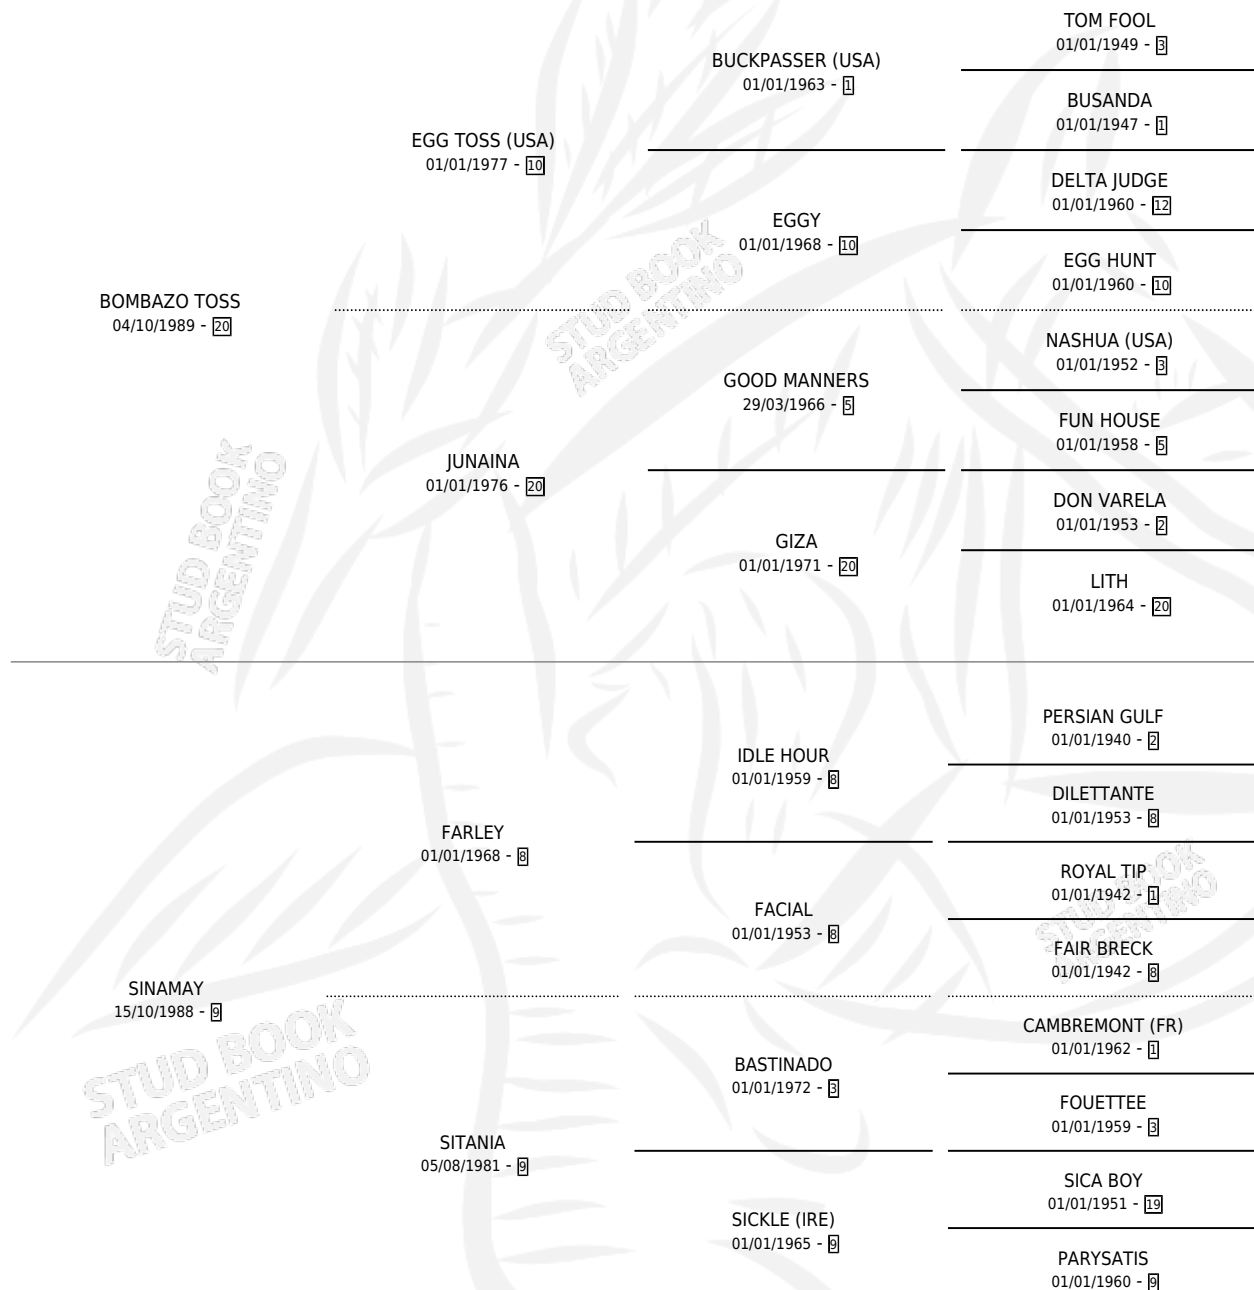 TOM FOOL
01/01/1949 - 3
BUCKPASSER (USA)
01/01/1963 - 1
BUSANDA
01/01/1947 - 1
EGG TOSS (USA)
01/01/1977 - 10
DELTA JUDGE
01/01/1960 - 12
EGGY
01/01/1968 - 10
EGG HUNT
01/01/1960 - 10
BOMBAZO TOSS
04/10/1989 - 20
NASHUA (USA)
01/01/1952 - 3
GOOD MANNERS
29/03/1966 - 5
FUN HOUSE
01/01/1958 - 5
JUNAINA
01/01/1976 - 20
DON VARELA
01/01/1953 - 2
GIZA
01/01/1971 - 20
LITH
01/01/1964 - 20
PERSIAN GULF
01/01/1940 - 2
IDLE HOUR
01/01/1959 - 8
DILETTANTE
01/01/1953 - 8
FARLEY
01/01/1968 - 8
ROYAL TIP
01/01/1942 - 1
FACIAL
01/01/1953 - 8
FAIR BRECK
01/01/1942 - 8
SINAMAY
15/10/1988 - 9
CAMBREMONT (FR)
01/01/1962 - 1
BASTINADO
01/01/1972 - 3
FOUETTEE
01/01/1959 - 3
SITANIA
05/08/1981 - 9
SICA BOY
01/01/1951 - 19
SICKLE (IRE)
01/01/1965 - 9
PARYSATIS
01/01/1960 - 9
STUD BOOK
ARGENTINO
STUD BOOK
ARGENTINO
STUD BOOK
ARGENTINO
STUD BOOK
ARGENTINO